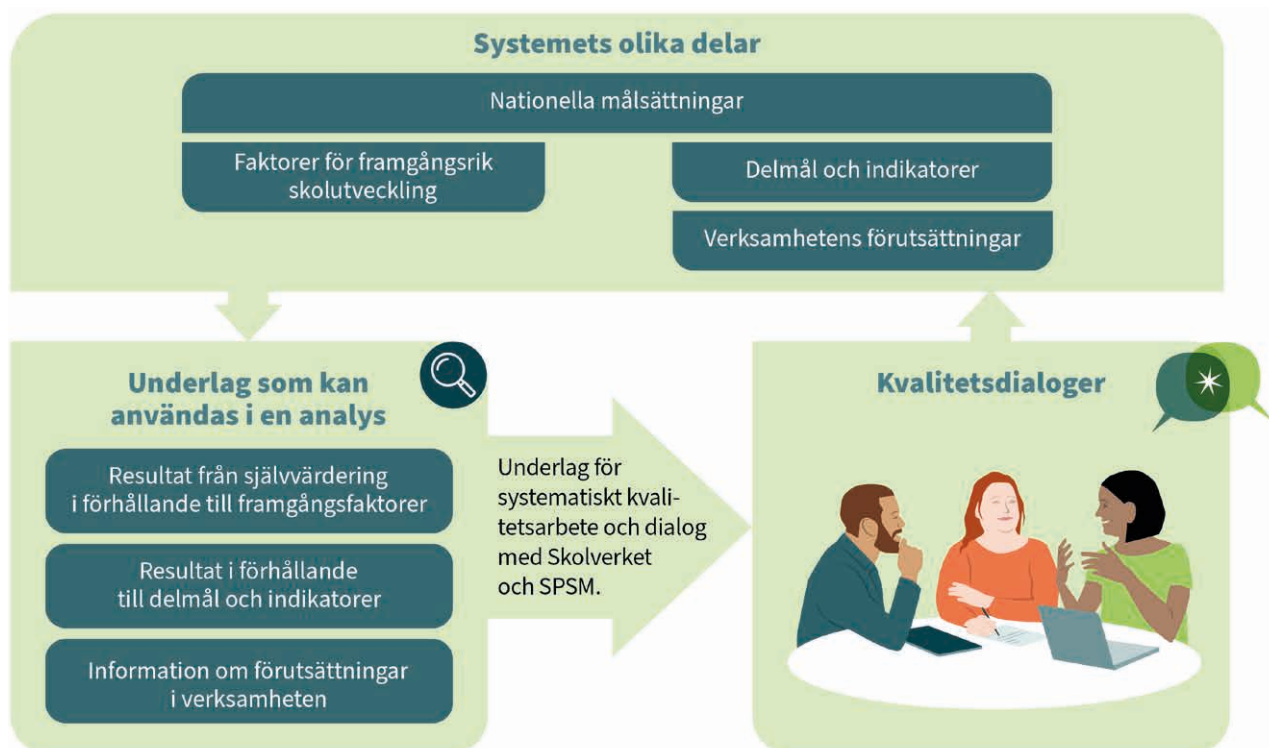 Systemets olika delar
Nationella målsättningar
Faktorer för framgångsrik
skolutveckling
Delmål och indikatorer
Verksamhetens förutsättningar
Underlag som kan
användas i en analys
Resultat från självvärdering
i förhållande till framgångsfaktorer
Resultat i förhållande
till delmål och indikatorer
Information om förutsättningar
i verksamheten
Underlag för
systematiskt kvali-
tetsarbete och dialog
med Skolverket
och SPSM.
Kvalitetsdialoger